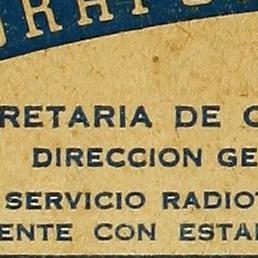 RETARIA DE C
DIRECCION GE
SERVICIO RADIOT
ENTE CON ESTA